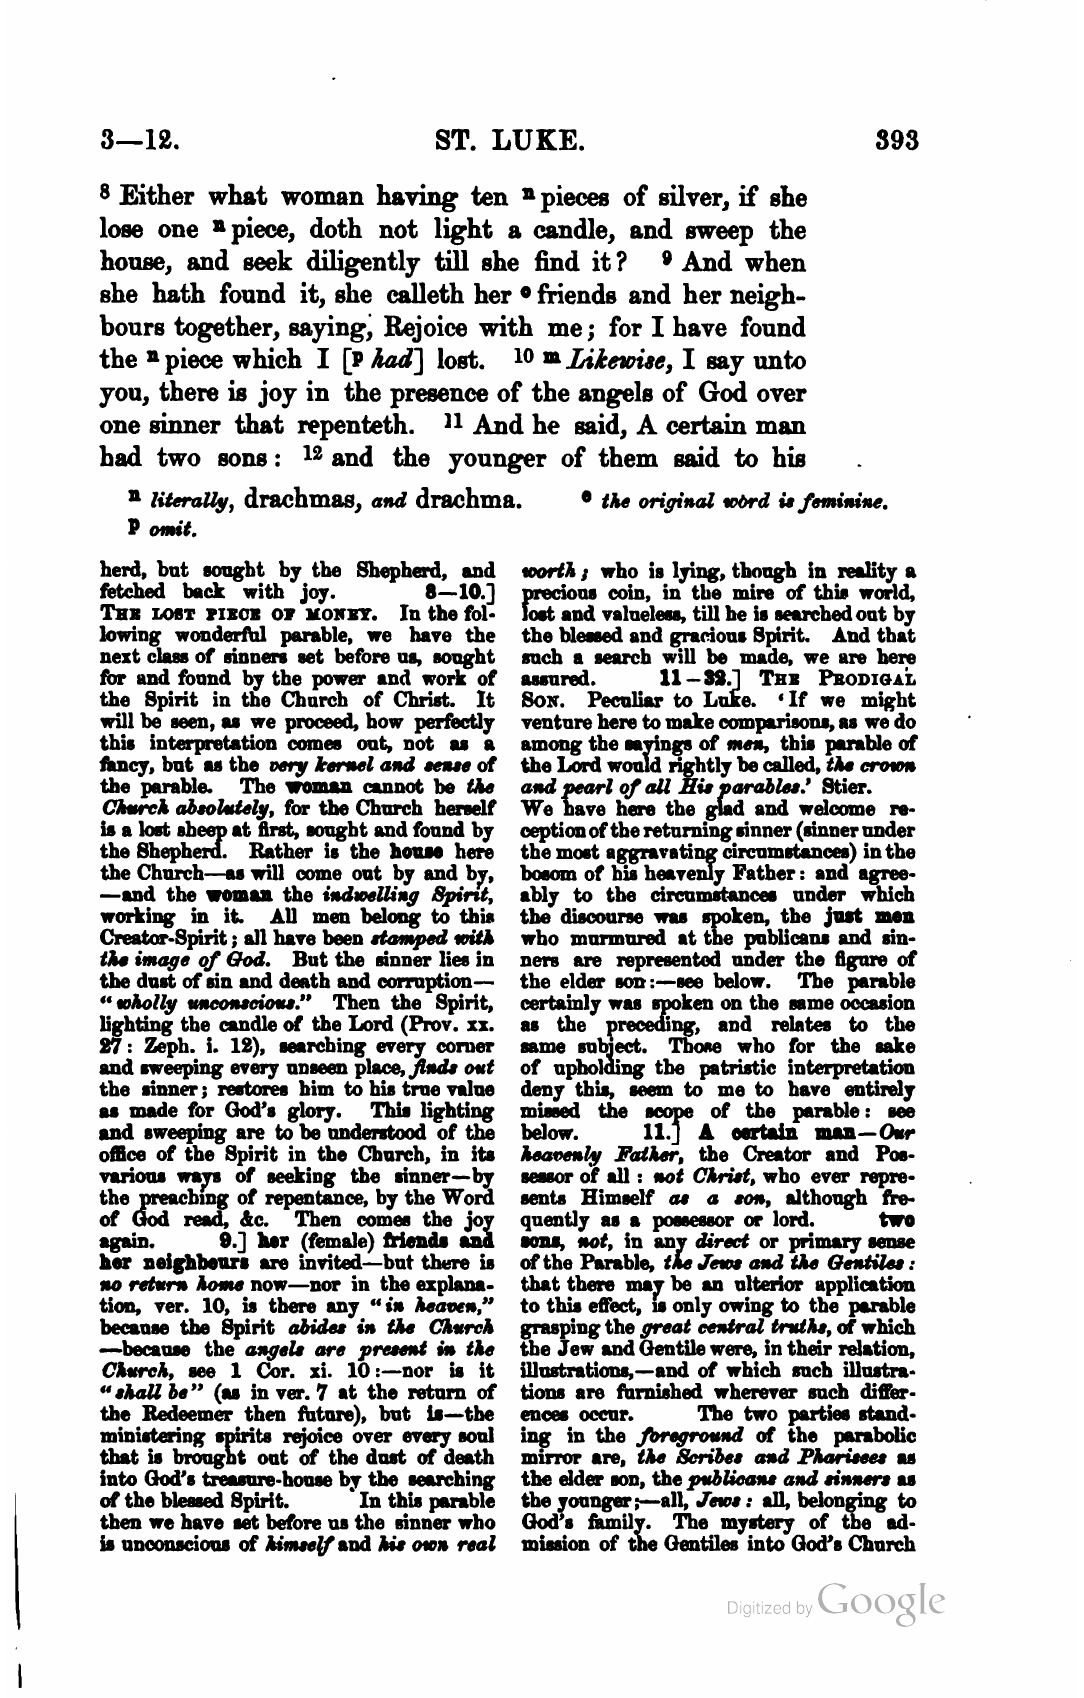 3—12. ST. LUKE. 393
8 Either what woman having ten n pieces of silver, if she
lose one n piece, doth not light a candle, and sweep the
house, and seek diligently till she find it? 9 And when
she hath found it, she calleth her o friends and her neigh-
bours together, saying, Rejoice with me; for I have found
the n piece which I [p had] lost. 10 m Likewise, I say unto
you, there is joy in the presence of the angels of God over
one sinner that repenteth. 11 And he said, A certain man
had two sons: 12 and the younger of them said to his
n literally, drachmas, and drachma. o the original word is feminine.
p omit.
herd, but sought by the Shepherd, and
fetched back with joy. 8—10.]
THE LOST PIECE OF MONEY. In the fol-
lowing wonderful parable, we have the
next class of sinners set before us, sought
for and found by the power and work of
the Spirit in the Church of Christ. It
will be seen, as we proceed, how perfectly
this interpretation comes out, not as a
fancy, but as the very kernel and sense of
the parable. The woman cannot be the
Church absolutely, for the Church herself
is a lost sheep at first, sought and found by
the Shepherd. Rather is the house here
the Church—as will come out by and by,
—and the woman the indwelling Spirit,
working in it. All men belong to this
Creator-Spirit; all have been stamped with
the image of God. But the sinner lies in
the dust of sin and death and corruption—
"wholly unconscious." Then the Spirit,
lighting the candle of the Lord (Prov. xx.
27: Zeph. i. 12), searching every corner
and sweeping every unseen place, finds out
the sinner; restores him to his true value
as made for God's glory. This lighting
and sweeping are to be understood of the
office of the Spirit in the Church, in its
various ways of seeking the sinner—by
the preaching of repentance, by the Word
of God read, &c. Then comes the joy
again. 9.] her (female) friends and
her neighbours are invited—but there is
no return home now—nor in the explana-
tion, ver. 10, is there any "in heaven,"
because the Spirit abides in the Church
—because the angels are present in the
Church, see 1 Cor. xi. 10:—nor is it
"shall be" (as in ver. 7 at the return of
the Redeemer then future), but is—the
ministering spirits rejoice over every soul
that is brought out of the dust of death
into God's treasure-house by the searching
of the blessed Spirit. In this parable
then we have set before us the sinner who
is unconscious of himself and his own real
worth; who is lying, though in reality a
precious coin, in the mire of this world,
lost and valueless, till he is searched out by
the blessed and gracious Spirit. And that
such a search will be made, we are here
assured. 11—32.] THE PRODIGAL
SON. Peculiar to Luke. 'If we might
venture here to make comparisons, as we do
among the sayings of men, this parable of
the Lord would rightly be called, the crown
and pearl of all His parables.' Stier.
We have here the glad and welcome re-
ception of the returning sinner (sinner under
the most aggravating circumstances) in the
bosom of his heavenly Father: and agree-
ably to the circumstances under which
the discourse was spoken, the just men
who murmured at the publicans and sin-
ners are represented under the figure of
the elder son:—see below. The parable
certainly was spoken on the same occasion
as the preceding, and relates to the
same subject. Those who for the sake
of upholding the patristic interpretation
deny this, seem to me to have entirely
missed the scope of the parable: see
below. 11.] A certain man—Our
heavenly Father, the Creator and Pos-
sessor of all: not Christ, who ever repre-
sents Himself as a son, although fre-
quently as a possessor or lord. two
sons, not, in any direct or primary sense
of the Parable, the Jews and the Gentiles:
that there may be an ulterior application
to this effect, is only owing to the parable
grasping the great central truths, of which
the Jew and Gentile were, in their relation,
illustrations,—and of which such illustra-
tions are furnished wherever such differ-
ences occur. The two parties stand-
ing in the foreground of the parabolic
mirror are, the Scribes and Pharisees as
the elder son, the publicans and sinners as
the younger;—all, Jews: all, belonging to
God's family. The mystery of the ad-
mission of the Gentiles into God's Church
Digitized by Google